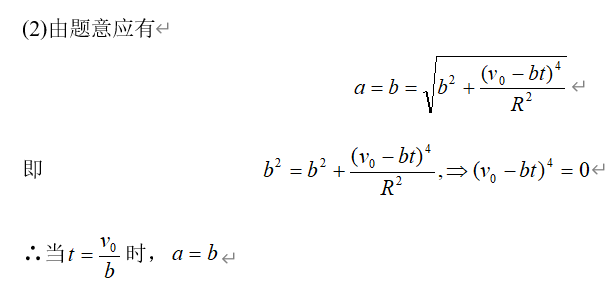 (2)由题意应有↵
a = b = √(b² + (v₀ − bt)⁴ / R²) ↵
即 b² = b² + (v₀ − bt)⁴ / R² ,⇒ (v₀ − bt)⁴ = 0↵
∴当 t = v₀ / b 时， a = b ↵